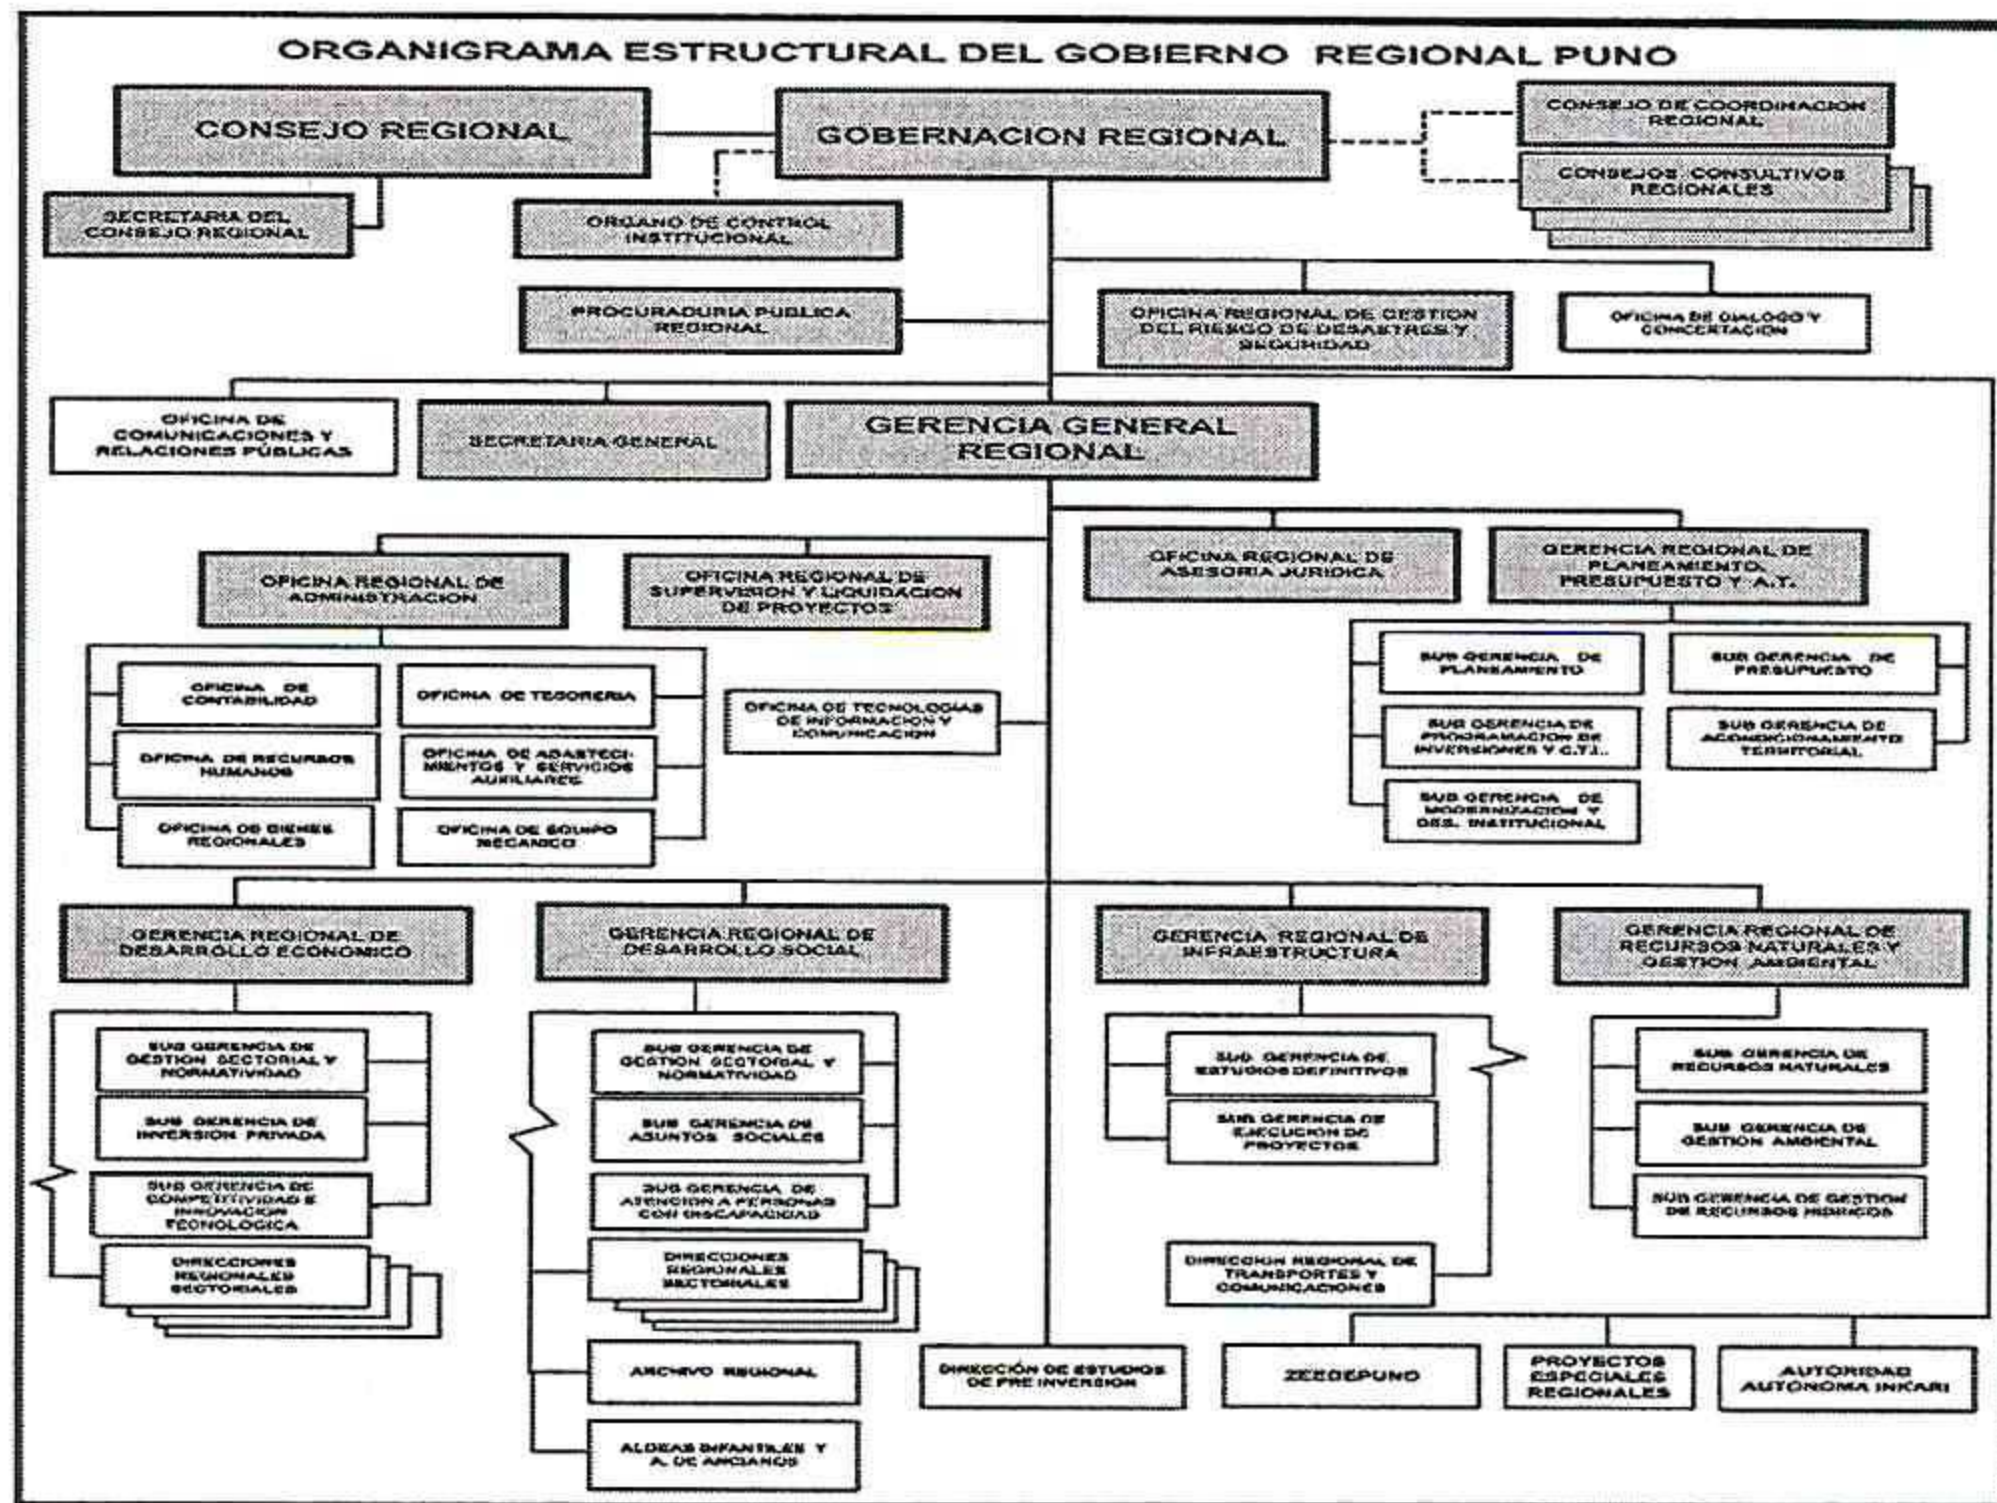 ORGANIGRAMA ESTRUCTURAL DEL GOBIERNO REGIONAL PUNO
CONSEJO REGIONAL
GOBERNACION REGIONAL
CONSEJO DE COORDINACION
REGIONAL
CONSEJOS CONSULTIVOS
REGIONALES
SECRETARIA DEL
CONSEJO REGIONAL
ORGANO DE CONTROL
INSTITUCIONAL
PROCURADURIA PUBLICA
REGIONAL
OFICINA REGIONAL DE GESTION
DEL RIESGO DE DESASTRES Y
SEGURIDAD
OFICINA DE DIALOGO Y
CONCERTACION
OFICINA DE
COMUNICACIONES Y
RELACIONES PÚBLICAS
SECRETARIA GENERAL
GERENCIA GENERAL
REGIONAL
OFICINA REGIONAL DE
ADMINISTRACION
OFICINA REGIONAL DE
SUPERVISION Y LIQUIDACION
DE PROYECTOS
OFICINA REGIONAL DE
ASESORIA JURIDICA
GERENCIA REGIONAL DE
PLANEAMIENTO,
PRESUPUESTO Y A.T.
OFICINA DE
CONTABILIDAD
OFICINA DE TESORERIA
OFICINA DE RECURSOS
HUMANOS
OFICINA DE ABASTECI-
MIENTOS Y SERVICIOS
AUXILIARES
OFICINA DE BIENES
REGIONALES
OFICINA DE EQUIPO
MECANICO
OFICINA DE TECNOLOGIAS
DE INFORMACION Y
COMUNICACION
SUB GERENCIA DE
PLANEAMIENTO
SUB GERENCIA DE
PRESUPUESTO
SUB GERENCIA DE
PROGRAMACION DE
INVERSIONES Y C.T.I..
SUB GERENCIA DE
ACONDICIONAMIENTO
TERRITORIAL
SUB GERENCIA DE
MODERNIZACION Y
DES. INSTITUCIONAL
GERENCIA REGIONAL DE
DESARROLLO ECONOMICO
GERENCIA REGIONAL DE
DESARROLLO SOCIAL
GERENCIA REGIONAL DE
INFRAESTRUCTURA
GERENCIA REGIONAL DE
RECURSOS NATURALES Y
GESTION AMBIENTAL
SUB GERENCIA DE
GESTION SECTORIAL Y
NORMATIVIDAD
SUB GERENCIA DE
INVERSION PRIVADA
SUB GERENCIA DE
COMPETITIVIDAD E
INNOVACION
TECNOLOGICA
DIRECCIONES
REGIONALES
SECTORIALES
SUB GERENCIA DE
GESTION SECTORIAL Y
NORMATIVIDAD
SUB GERENCIA DE
ASUNTOS SOCIALES
SUB GERENCIA DE
ATENCION A PERSONAS
CON DISCAPACIDAD
DIRECCIONES
REGIONALES
SECTORIALES
ARCHIVO REGIONAL
ALDEAS INFANTILES Y
A. DE ANCIANOS
SUB GERENCIA DE
ESTUDIOS DEFINITIVOS
SUB GERENCIA DE
EJECUCION DE
PROYECTOS
DIRECCION REGIONAL DE
TRANSPORTES Y
COMUNICACIONES
SUB GERENCIA DE
RECURSOS NATURALES
SUB GERENCIA DE
GESTION AMBIENTAL
SUB GERENCIA DE GESTION
DE RECURSOS HIDRICOS
DIRECCIÓN DE ESTUDIOS
DE PRE INVERSION
ZEEDEPUNO
PROYECTOS
ESPECIALES
REGIONALES
AUTORIDAD
AUTÓNOMA INKARI